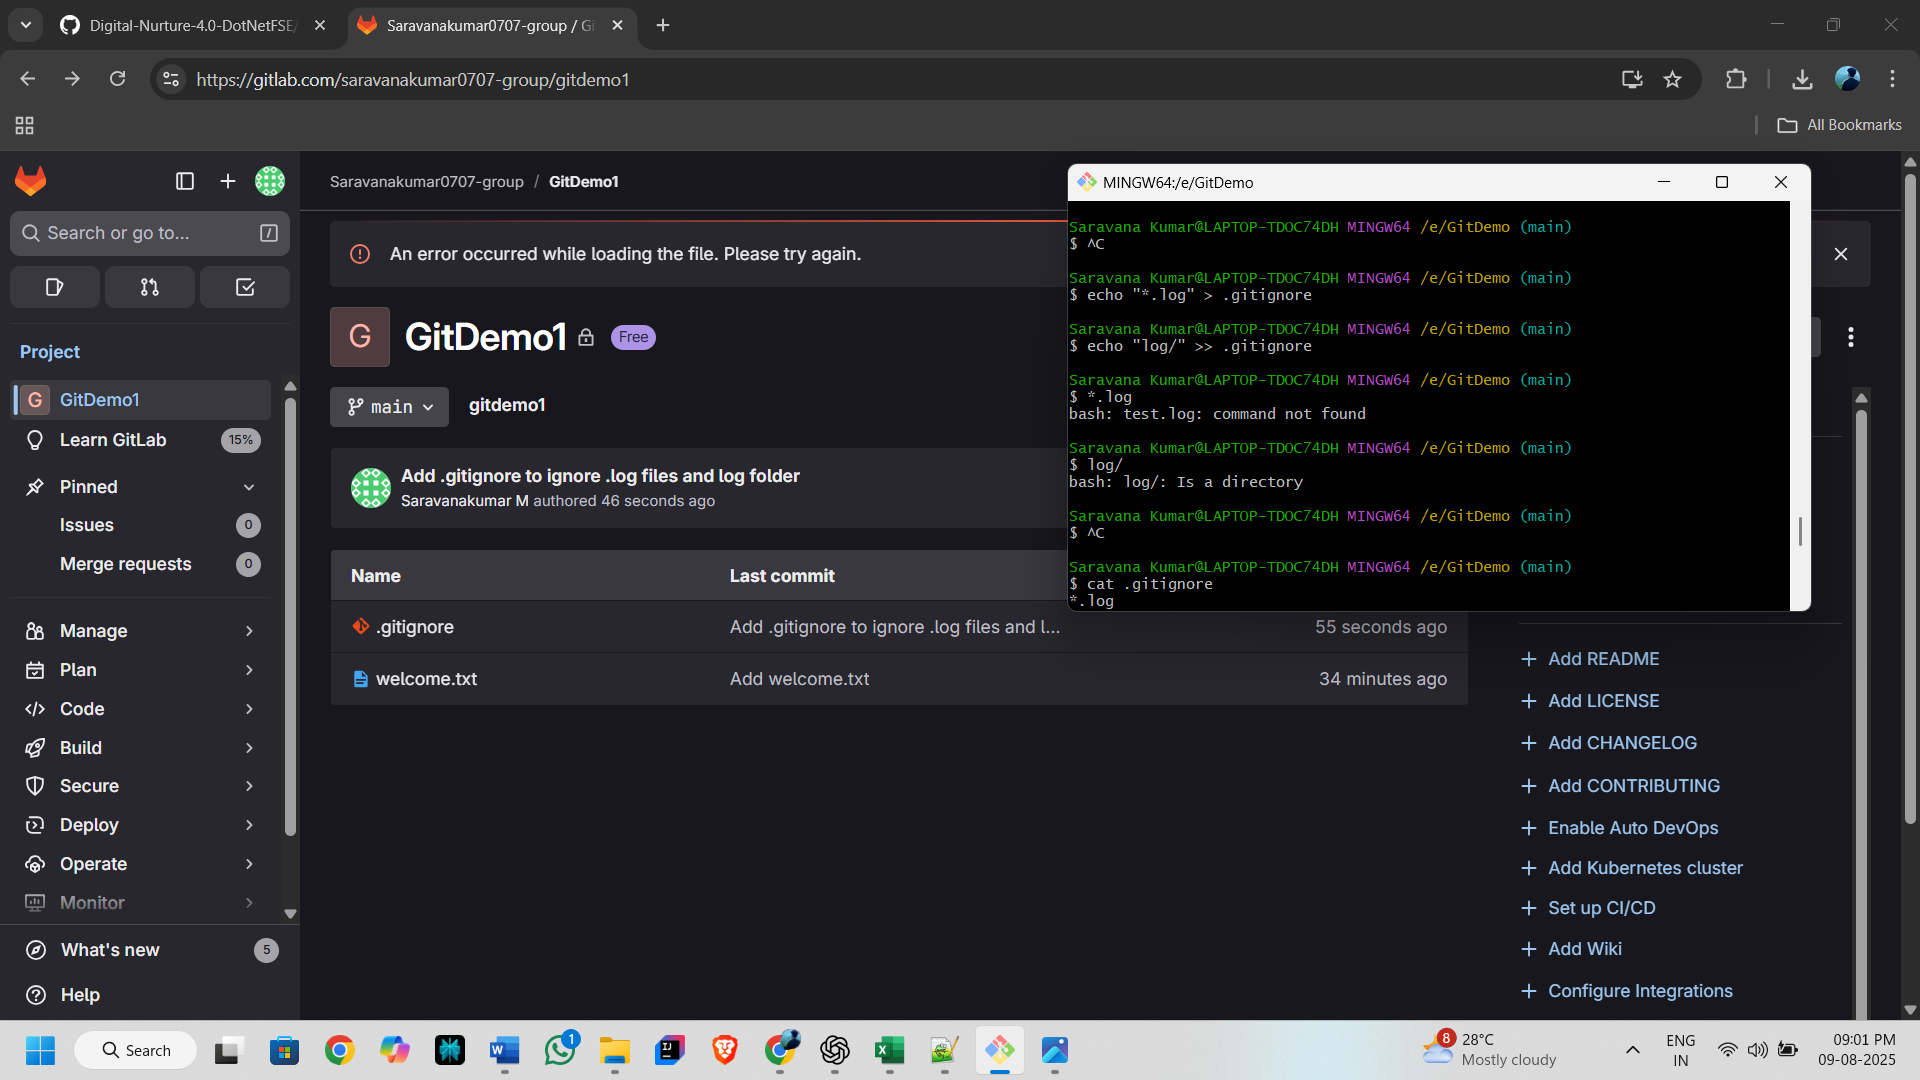 Digital-Nurture-4.0-DotNetFSE/
Saravanakumar0707-group / Gi
https://gitlab.com/saravanakumar0707-group/gitdemo1
All Bookmarks
Search or go to...
/
Project
G GitDemo1
Learn GitLab 15%
Pinned
Issues 0
Merge requests 0
Manage
Plan
Code
Build
Secure
Deploy
Operate
Monitor
What's new 5
Help
Saravanakumar0707-group / GitDemo1
An error occurred while loading the file. Please try again.
G GitDemo1 Free
main gitdemo1
Add .gitignore to ignore .log files and log folder
Saravanakumar M authored 46 seconds ago
Name Last commit
.gitignore Add .gitignore to ignore .log files and l... 55 seconds ago
welcome.txt Add welcome.txt 34 minutes ago
MINGW64:/e/GitDemo
Saravana Kumar@LAPTOP-TDOC74DH MINGW64 /e/GitDemo (main)
$ ^C
Saravana Kumar@LAPTOP-TDOC74DH MINGW64 /e/GitDemo (main)
$ echo "*.log" > .gitignore
Saravana Kumar@LAPTOP-TDOC74DH MINGW64 /e/GitDemo (main)
$ echo "log/" >> .gitignore
Saravana Kumar@LAPTOP-TDOC74DH MINGW64 /e/GitDemo (main)
$ *.log
bash: test.log: command not found
Saravana Kumar@LAPTOP-TDOC74DH MINGW64 /e/GitDemo (main)
$ log/
bash: log/: Is a directory
Saravana Kumar@LAPTOP-TDOC74DH MINGW64 /e/GitDemo (main)
$ ^C
Saravana Kumar@LAPTOP-TDOC74DH MINGW64 /e/GitDemo (main)
$ cat .gitignore
*.log
Add README
Add LICENSE
Add CHANGELOG
Add CONTRIBUTING
Enable Auto DevOps
Add Kubernetes cluster
Set up CI/CD
Add Wiki
Configure Integrations
Search
1
8
28°C
Mostly cloudy
ENG
IN
09:01 PM
09-08-2025